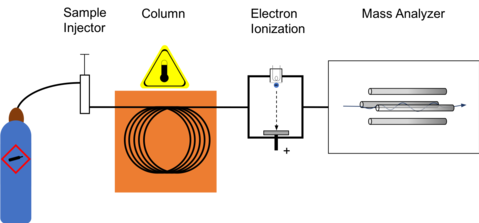 Sample
Injector
Column
Electron
Ionization
Mass Analyzer
+